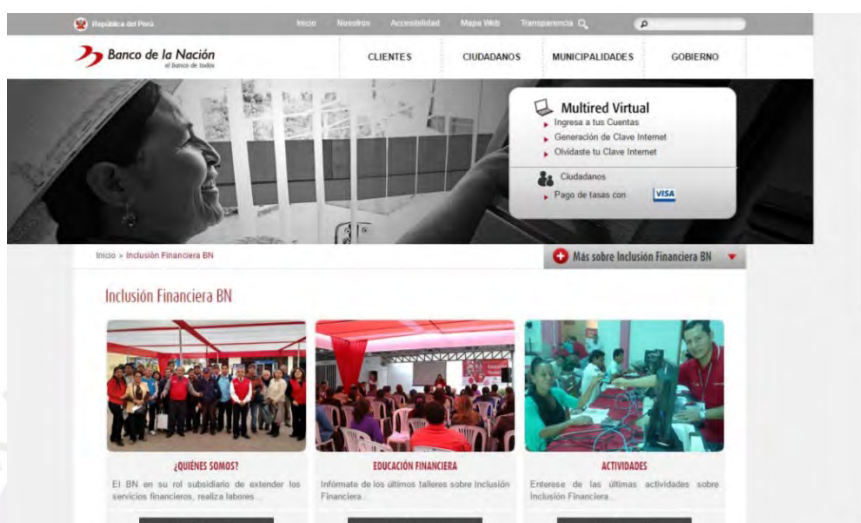 República del Perú
Inicio Nosotros Accesibilidad Mapa Web Transparencia
Banco de la Nación
el banco de todos
CLIENTES CIUDADANOS MUNICIPALIDADES GOBIERNO
Multired Virtual
Ingresa a tus Cuentas
Generación de Clave Internet
Olvidaste tu Clave Internet
Ciudadanos
Pago de tasas con VISA
Inicio » Inclusión Financiera BN
Más sobre Inclusión Financiera BN
Inclusión Financiera BN
¿QUIÉNES SOMOS?
El BN en su rol subsidiario de extender los
servicios financieros, realiza labores...
EDUCACIÓN FINANCIERA
Infórmate de los últimos talleres sobre Inclusión
Financiera...
ACTIVIDADES
Enterese de las últimas actividades sobre
Inclusión Financiera...